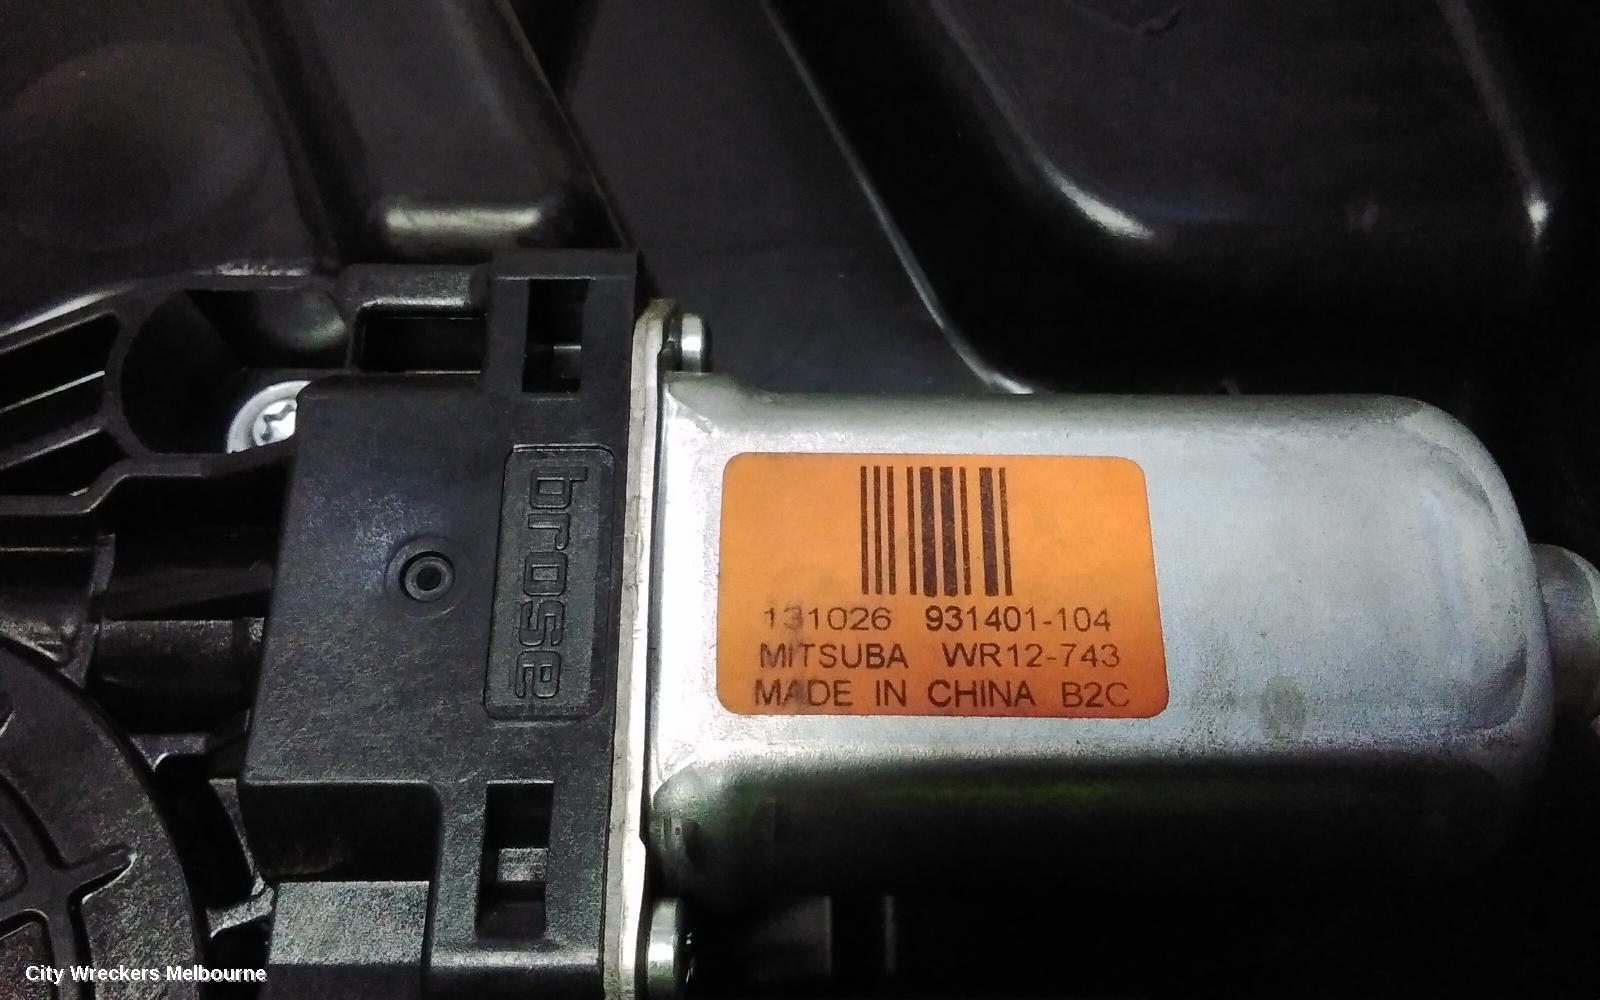 brose
131026 931401-104
MITSUBA WR12-743
MADE IN CHINA B2C
City Wreckers Melbourne